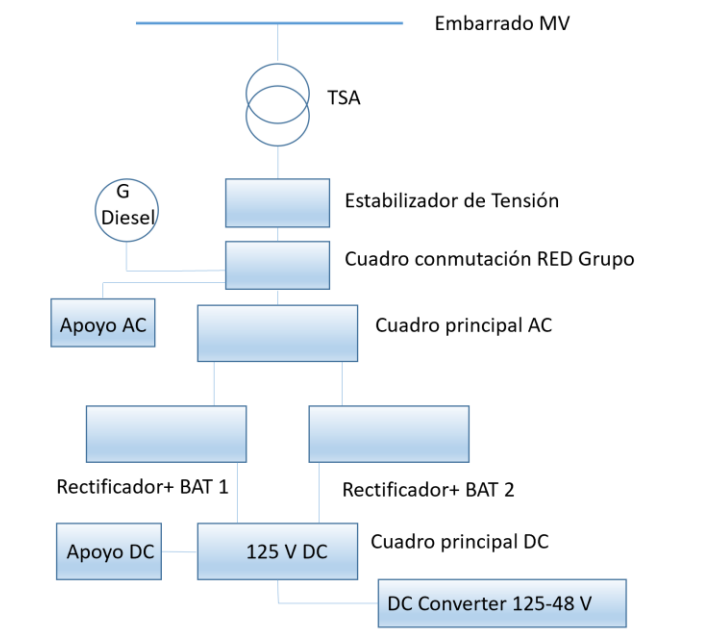 Embarrado MV
TSA
G
Diesel
Estabilizador de Tensión
Cuadro conmutación RED Grupo
Apoyo AC
Cuadro principal AC
Rectificador+ BAT 1
Rectificador+ BAT 2
Apoyo DC
125 V DC
Cuadro principal DC
DC Converter 125-48 V